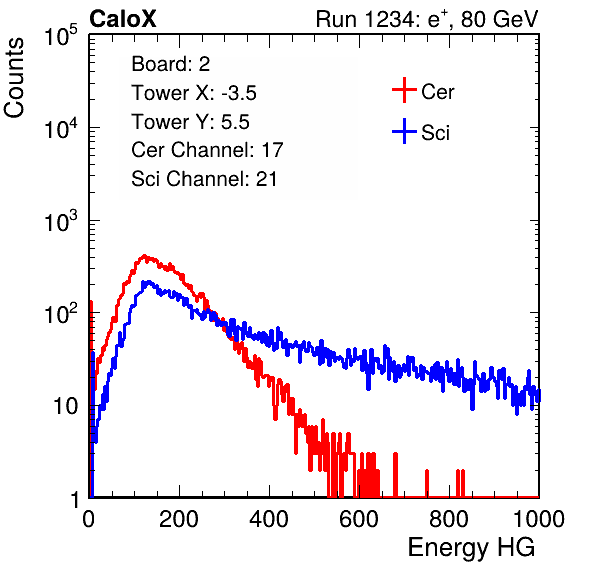 CaloX Run 1234: e⁺, 80 GeV
Counts
Board: 2
Tower X: -3.5
Tower Y: 5.5
Cer Channel: 17
Sci Channel: 21
Cer
Sci
10⁵
10⁴
10³
10²
10
1
0 200 400 600 800 1000
Energy HG